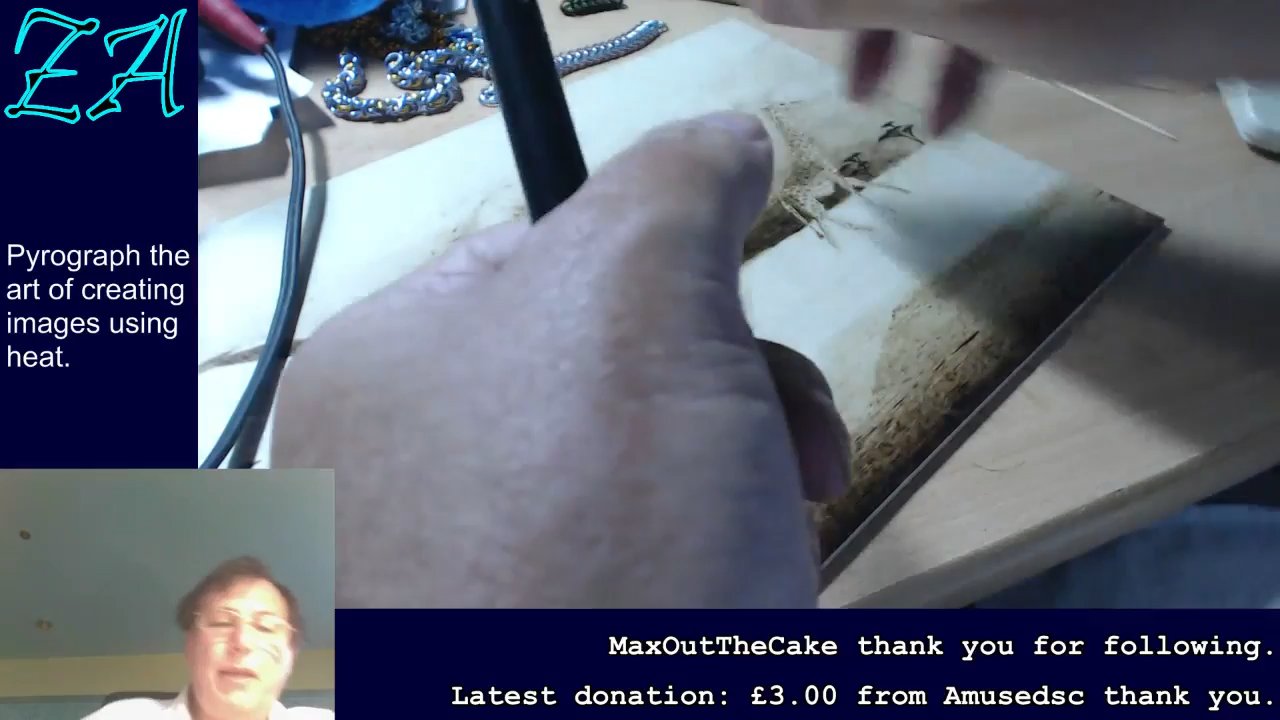 ZA
Pyrograph the
art of creating
images using
heat.
MaxOutTheCake thank you for following.
Latest donation: £3.00 from Amusedsc thank you.